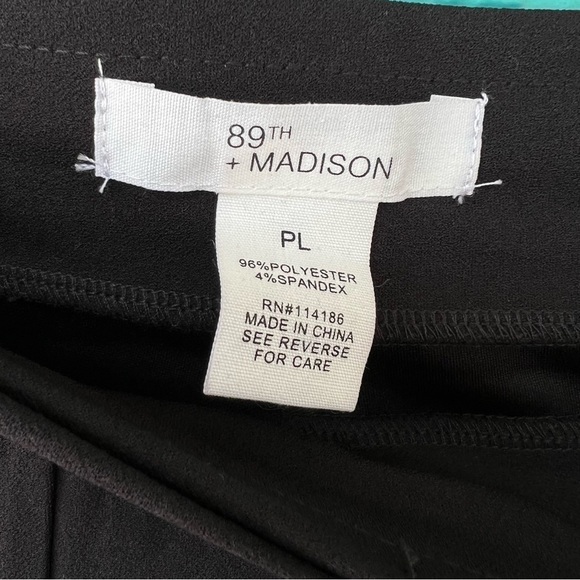 89TH
+ MADISON
PL
96%POLYESTER
4%SPANDEX
RN#114186
MADE IN CHINA
SEE REVERSE
FOR CARE